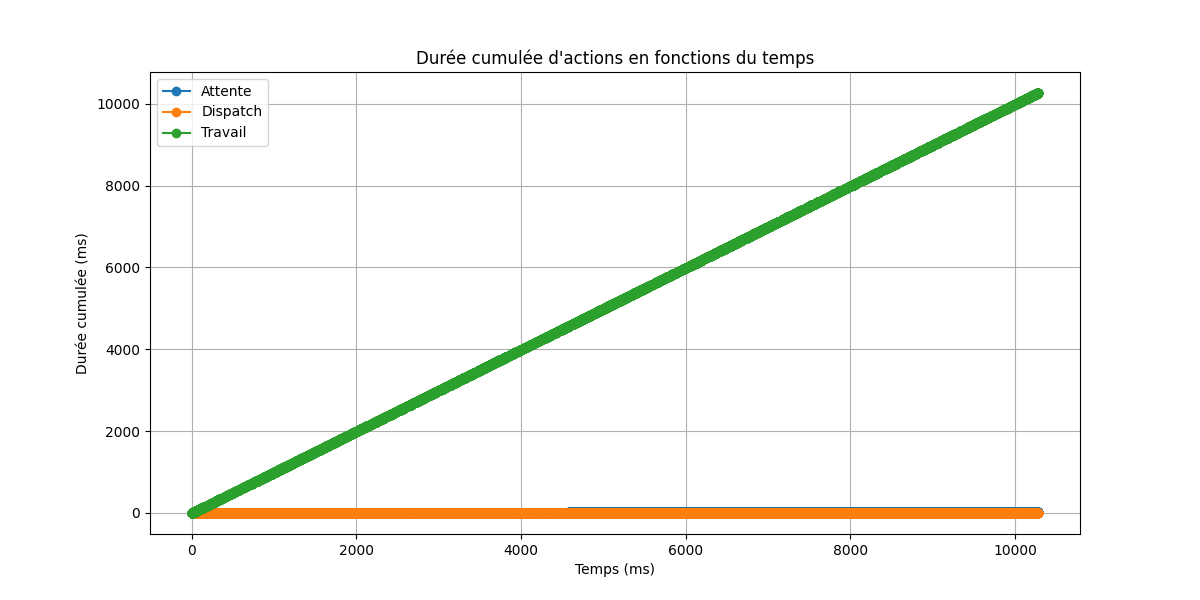 Durée cumulée d'actions en fonctions du temps
Attente
Dispatch
Travail
Durée cumulée (ms)
10000
8000
6000
4000
2000
0
0 2000 4000 6000 8000 10000
Temps (ms)